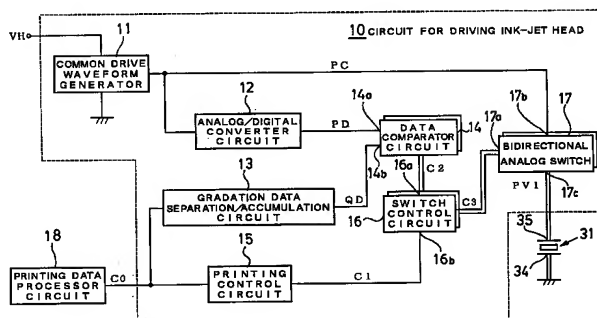 10 CIRCUIT FOR DRIVING INK-JET HEAD
VH
11
COMMON DRIVE
WAVEFORM
GENERATOR
PC
12
ANALOG/DIGITAL
CONVERTER
CIRCUIT
PD
14a
14b
DATA
COMPARATOR
CIRCUIT
14
17b
17
17a
BIDIRECTIONAL
ANALOG SWITCH
17c
PV1
13
GRADATION DATA
SEPARATION/ACCUMULATION
CIRCUIT
QD
C2
16a
SWITCH
CONTROL
CIRCUIT
16
16b
C3
18
PRINTING DATA
PROCESSOR
CIRCUIT
C0
15
PRINTING
CONTROL
CIRCUIT
C1
35
31
34